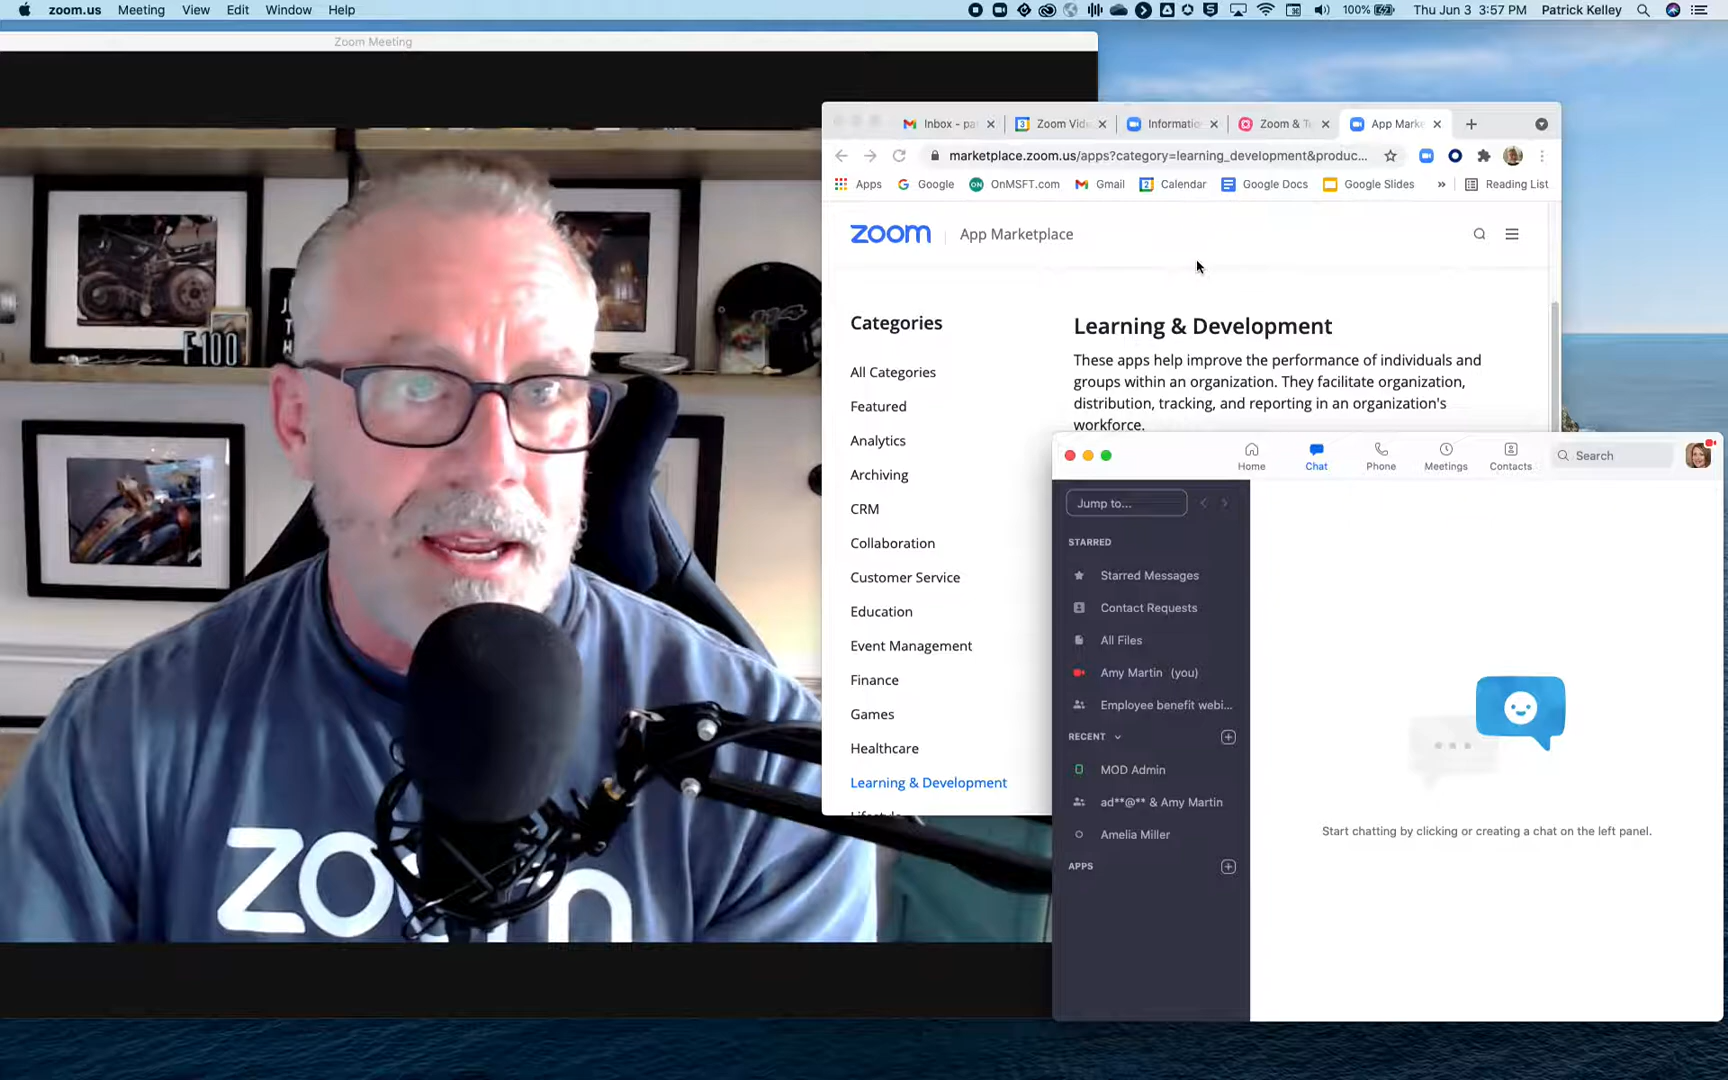 zoom.us Meeting View Edit Window Help
100% Thu Jun 3 3:57 PM Patrick Kelley
Zoom Meeting
Inbox - pa
Zoom Vid
Informatio
Zoom & T
App Marke
marketplace.zoom.us/apps?category=learning_development&produc...
Apps Google OnMSFT.com Gmail Calendar Google Docs Google Slides » Reading List
zoom App Marketplace
Categories
All Categories
Featured
Analytics
Archiving
CRM
Collaboration
Customer Service
Education
Event Management
Finance
Games
Healthcare
Learning & Development
Lifestyle
Learning & Development
These apps help improve the performance of individuals and
groups within an organization. They facilitate organization,
distribution, tracking, and reporting in an organization's
workforce.
Home Chat Phone Meetings Contacts Search
Jump to...
STARRED
Starred Messages
Contact Requests
All Files
Amy Martin (you)
Employee benefit webi...
RECENT
MOD Admin
ad**@** & Amy Martin
Amelia Miller
APPS
Start chatting by clicking or creating a chat on the left panel.
F100
zoom